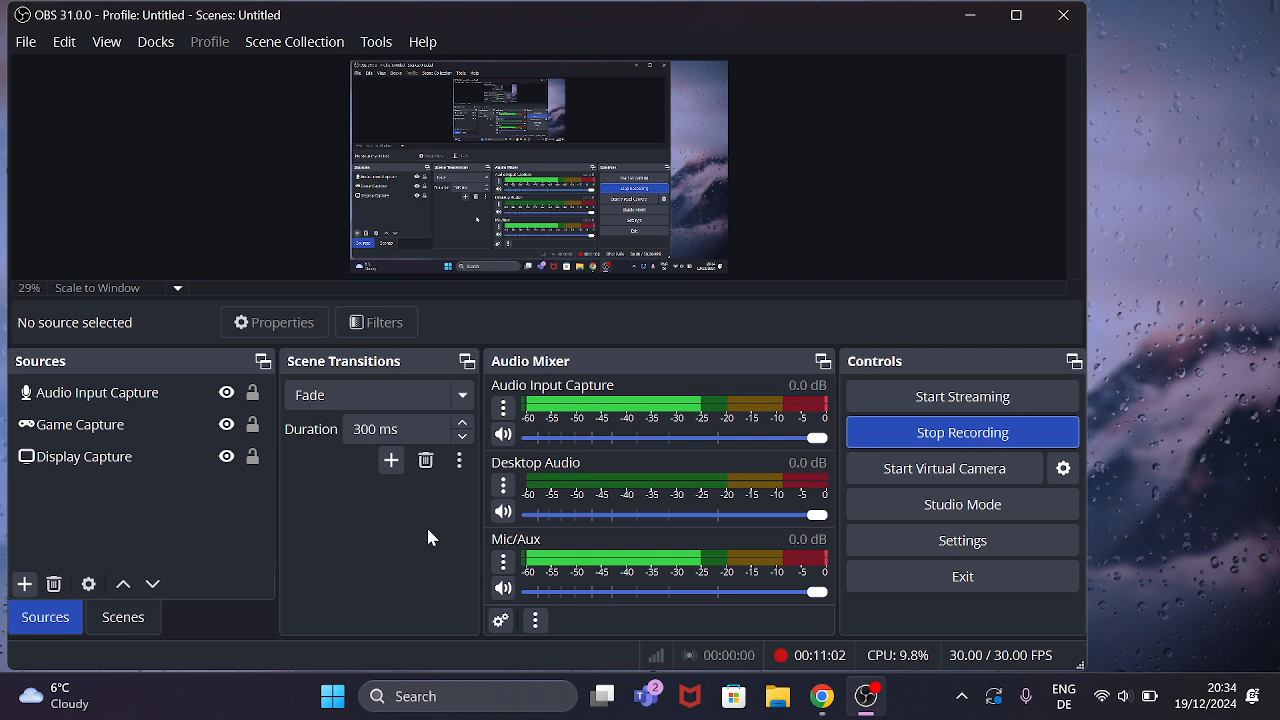 OBS 31.0.0 - Profile: Untitled - Scenes: Untitled
File Edit View Docks Profile Scene Collection Tools Help
29% Scale to Window
No source selected Properties Filters
Sources
Audio Input Capture
Game Capture
Display Capture
Sources Scenes
Scene Transitions
Fade
Duration 300 ms
Audio Mixer
Audio Input Capture 0.0 dB
-60 -55 -50 -45 -40 -35 -30 -25 -20 -15 -10 -5 0
Desktop Audio 0.0 dB
-60 -55 -50 -45 -40 -35 -30 -25 -20 -15 -10 -5 0
Mic/Aux 0.0 dB
-60 -55 -50 -45 -40 -35 -30 -25 -20 -15 -10 -5 0
Controls
Start Streaming
Stop Recording
Start Virtual Camera
Studio Mode
Settings
Exit
00:00:00 00:11:02 CPU: 9.8% 30.00 / 30.00 FPS
6°C
Cloudy
Search
2
ENG
DE
20:34
19/12/2024